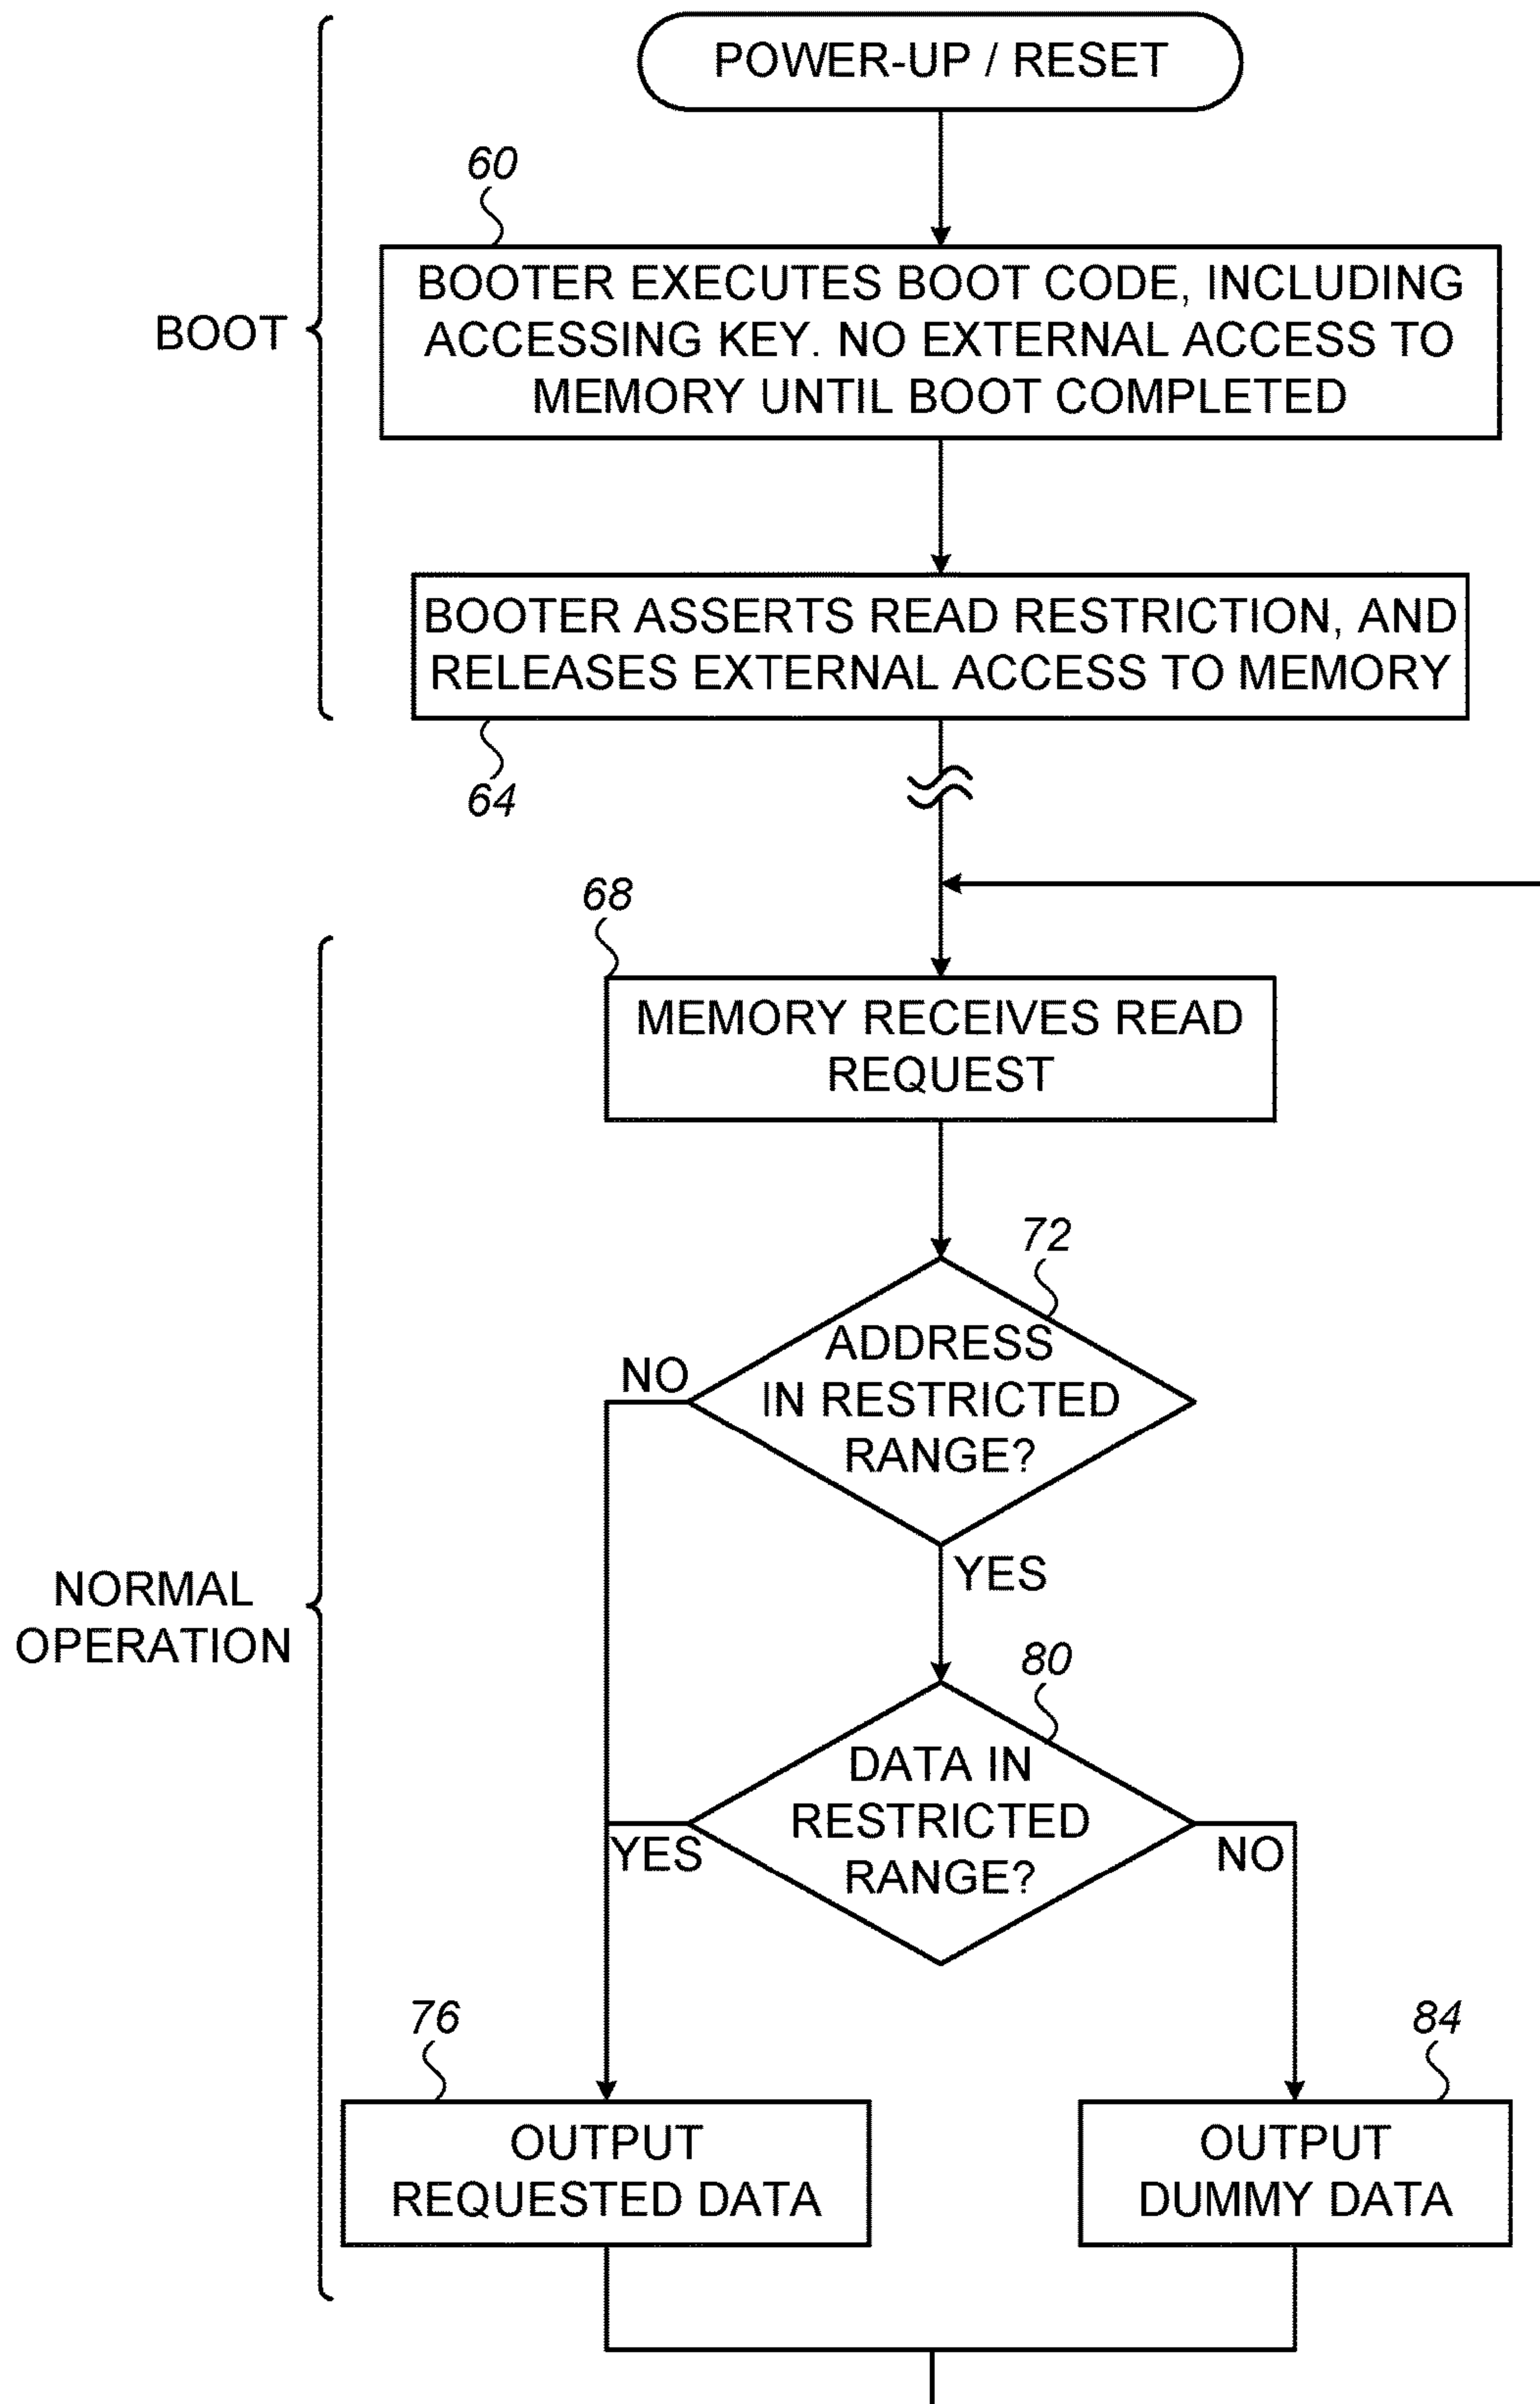 POWER-UP / RESET
60
BOOTER EXECUTES BOOT CODE, INCLUDING
ACCESSING KEY. NO EXTERNAL ACCESS TO
MEMORY UNTIL BOOT COMPLETED
BOOT
BOOTER ASSERTS READ RESTRICTION, AND
RELEASES EXTERNAL ACCESS TO MEMORY
64
68
MEMORY RECEIVES READ
REQUEST
72
ADDRESS
IN RESTRICTED
RANGE?
NO
YES
NORMAL
OPERATION
80
DATA IN
RESTRICTED
RANGE?
YES
NO
76
OUTPUT
REQUESTED DATA
84
OUTPUT
DUMMY DATA